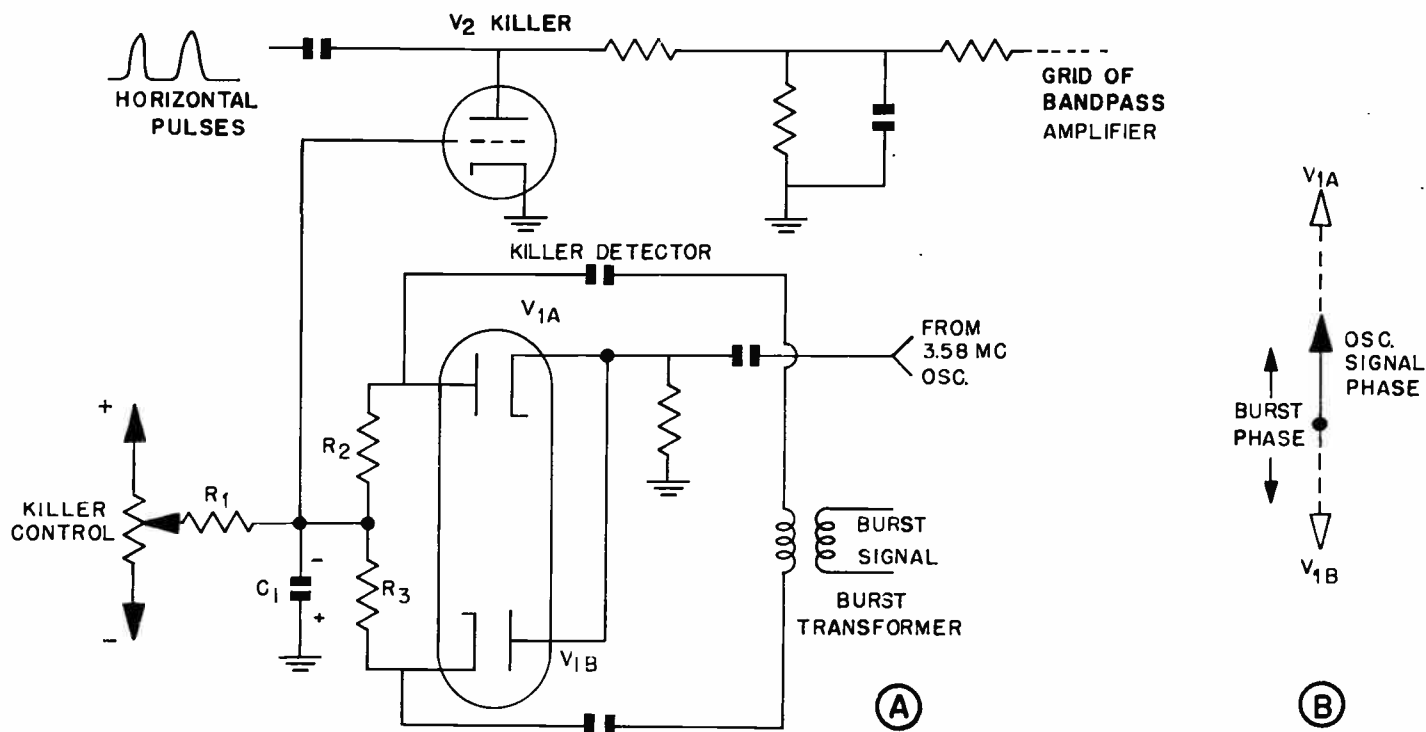 V2 KILLER
HORIZONTAL
PULSES
GRID OF
BANDPASS
AMPLIFIER
KILLER DETECTOR
V1A
FROM
3.58 MC
OSC.
+
R2
KILLER
CONTROL
R1
-
C1
+
R3
-
V1B
BURST
SIGNAL
BURST
TRANSFORMER
A
V1A
OSC.
SIGNAL
PHASE
BURST
PHASE
V1B
B